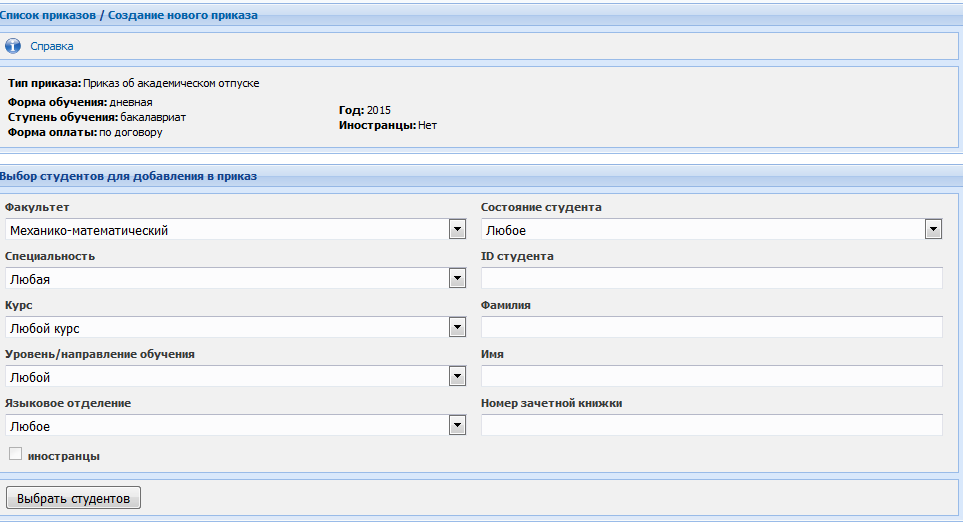 Список приказов / Создание нового приказа
Справка
Тип приказа: Приказ об академическом отпуске
Форма обучения: дневная
Ступень обучения: бакалавриат
Форма оплаты: по договору
Год: 2015
Иностранцы: Нет
Выбор студентов для добавления в приказ
Факультет
Механико-математический
Специальность
Любая
Курс
Любой курс
Уровень/направление обучения
Любой
Языковое отделение
Любое
иностранцы
Состояние студента
Любое
ID студента
Фамилия
Имя
Номер зачетной книжки
Выбрать студентов